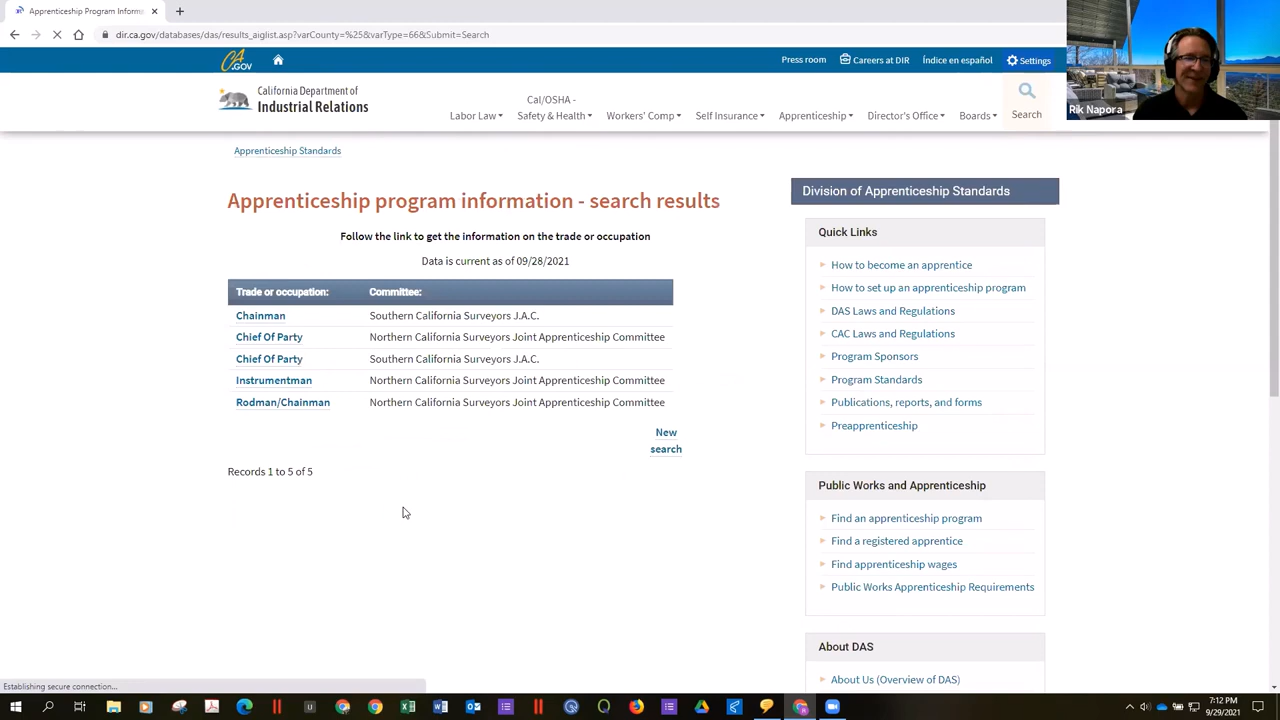 Apprenticeship Program Informa
dir.ca.gov/databases/das/results_aiglist.asp?varCounty=%25&varType=66&Submit=Search
CA.GOV Press room Careers at DIR Índice en español Settings
California Department of
Industrial Relations
Labor Law Cal/OSHA -
Safety & Health Workers' Comp Self Insurance Apprenticeship Director's Office Boards Search
Rik Napora
Apprenticeship Standards
Apprenticeship program information - search results
Follow the link to get the information on the trade or occupation
Data is current as of 09/28/2021
Trade or occupation: Committee:
Chainman Southern California Surveyors J.A.C.
Chief Of Party Northern California Surveyors Joint Apprenticeship Committee
Chief Of Party Southern California Surveyors J.A.C.
Instrumentman Northern California Surveyors Joint Apprenticeship Committee
Rodman/Chainman Northern California Surveyors Joint Apprenticeship Committee
New
search
Records 1 to 5 of 5
Division of Apprenticeship Standards
Quick Links
How to become an apprentice
How to set up an apprenticeship program
DAS Laws and Regulations
CAC Laws and Regulations
Program Sponsors
Program Standards
Publications, reports, and forms
Preapprenticeship
Public Works and Apprenticeship
Find an apprenticeship program
Find a registered apprentice
Find apprenticeship wages
Public Works Apprenticeship Requirements
About DAS
About Us (Overview of DAS)
Establishing secure connection...
7:12 PM
9/29/2021